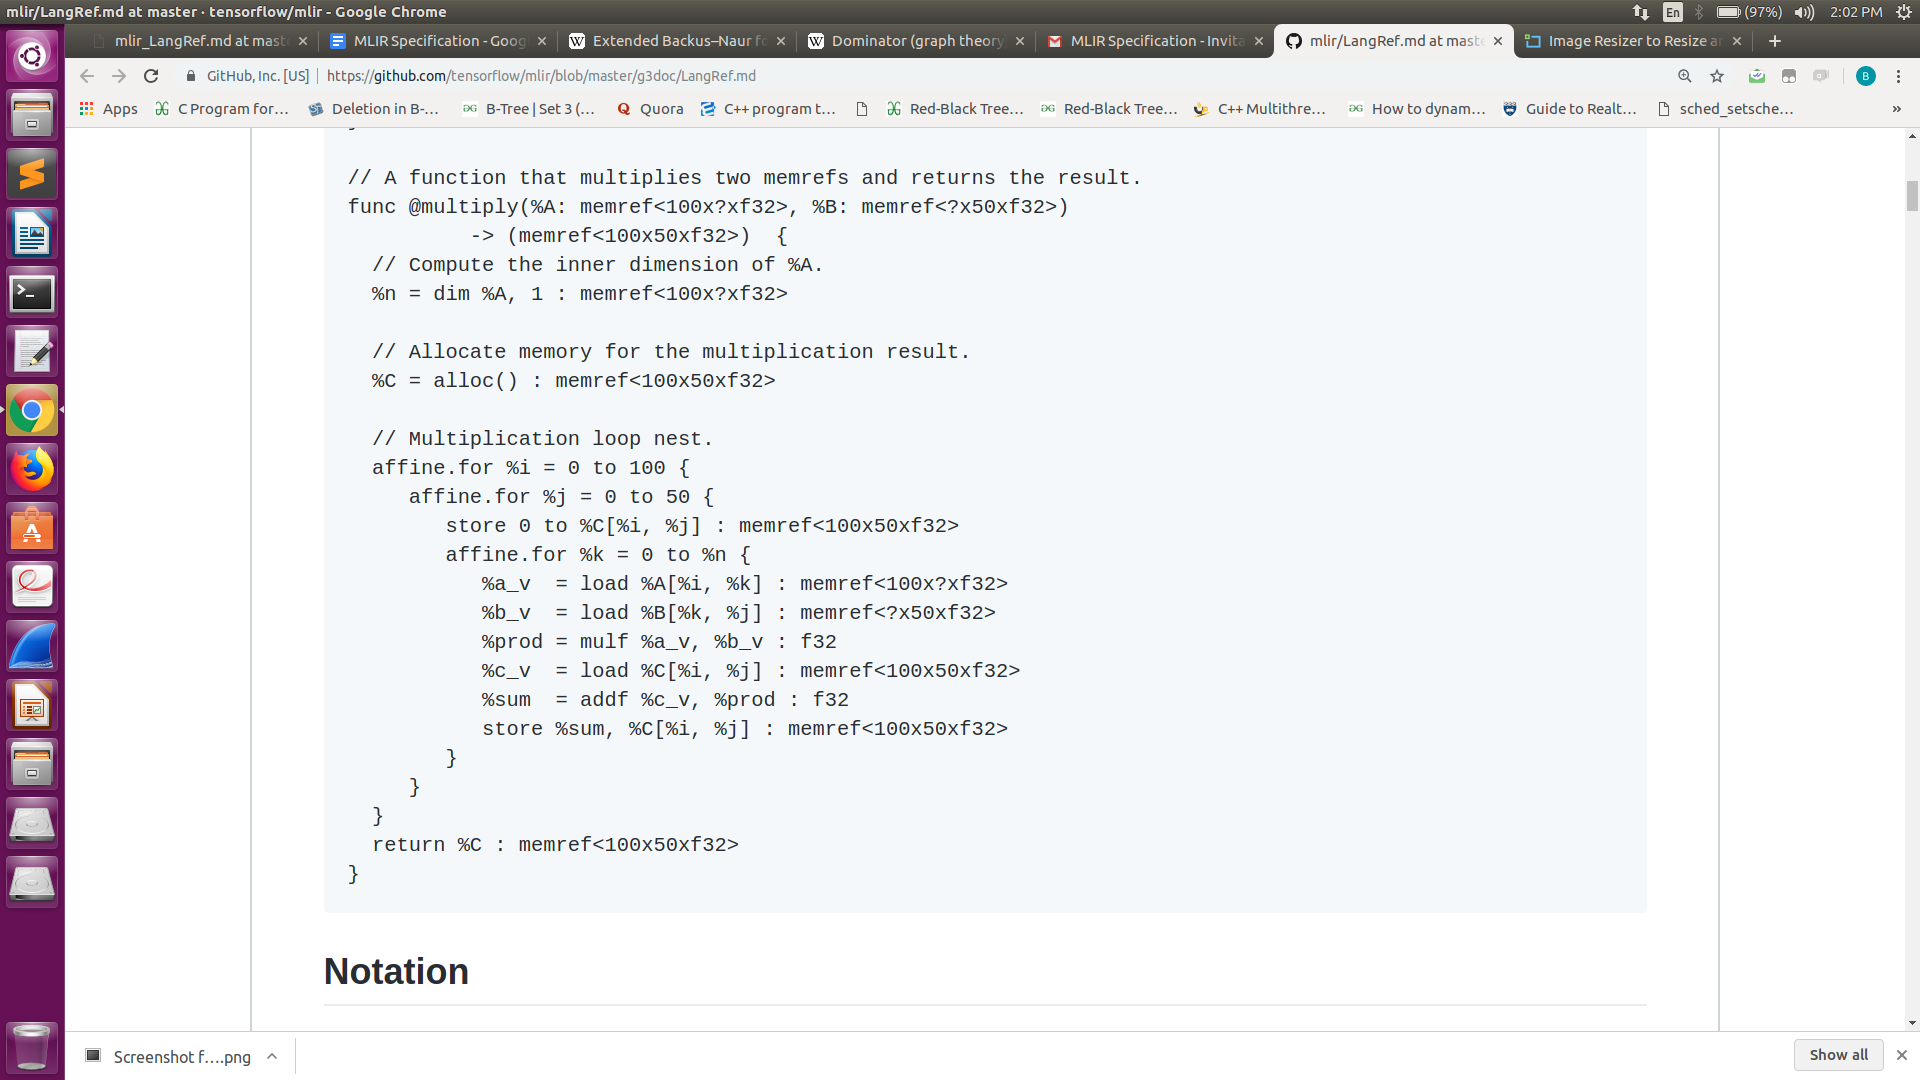 mlir/LangRef.md at master · tensorflow/mlir - Google Chrome
En (97%) 2:02 PM
mlir_LangRef.md at mast
MLIR Specification - Goog
Extended Backus–Naur fo
Dominator (graph theory
MLIR Specification - Invita
mlir/LangRef.md at mast
Image Resizer to Resize a
GitHub, Inc. [US] https://github.com/tensorflow/mlir/blob/master/g3doc/LangRef.md
B
Apps
C Program for...
Deletion in B-...
B-Tree | Set 3 (...
Quora
C++ program t...
Red-Black Tree...
Red-Black Tree...
C++ Multithre...
How to dynam...
Guide to Realt...
sched_setsche...
»
}
// A function that multiplies two memrefs and returns the result.
func @multiply(%A: memref<100x?xf32>, %B: memref<?x50xf32>)
-> (memref<100x50xf32>) {
// Compute the inner dimension of %A.
%n = dim %A, 1 : memref<100x?xf32>
// Allocate memory for the multiplication result.
%C = alloc() : memref<100x50xf32>
// Multiplication loop nest.
affine.for %i = 0 to 100 {
affine.for %j = 0 to 50 {
store 0 to %C[%i, %j] : memref<100x50xf32>
affine.for %k = 0 to %n {
%a_v = load %A[%i, %k] : memref<100x?xf32>
%b_v = load %B[%k, %j] : memref<?x50xf32>
%prod = mulf %a_v, %b_v : f32
%c_v = load %C[%i, %j] : memref<100x50xf32>
%sum = addf %c_v, %prod : f32
store %sum, %C[%i, %j] : memref<100x50xf32>
}
}
}
return %C : memref<100x50xf32>
}
Notation
Screenshot f....png
Show all